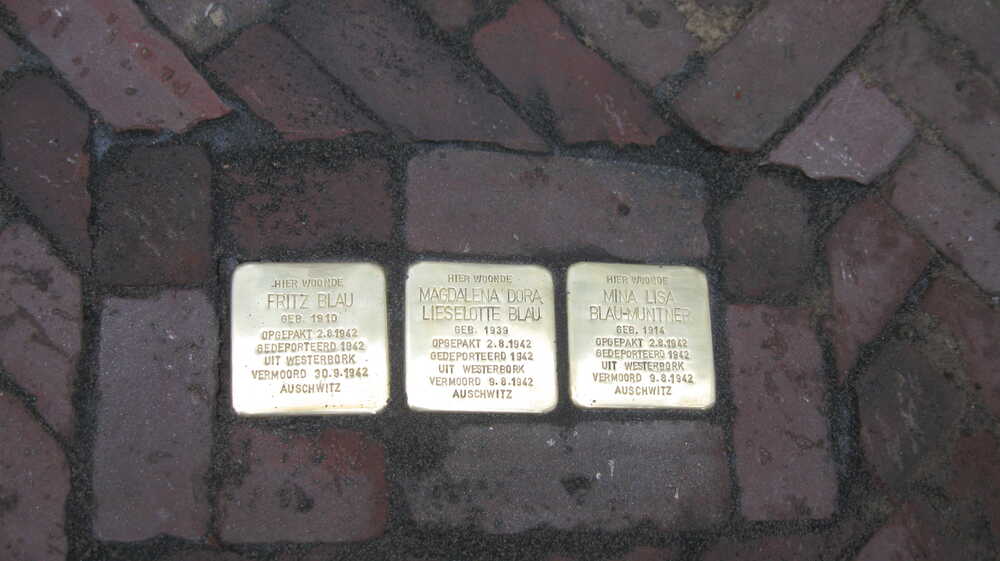 HIER WOONDE
FRITZ BLAU
GEB. 1910
OPGEPAKT 2.8.1942
GEDEPORTEERD 1942
UIT WESTERBORK
VERMOORD 30.9.1942
AUSCHWITZ
HIER WOONDE
MAGDALENA DORA
LIESELOTTE BLAU
GEB. 1939
OPGEPAKT 2.8.1942
GEDEPORTEERD 1942
UIT WESTERBORK
VERMOORD 9.8.1942
AUSCHWITZ
HIER WOONDE
MINA LISA
BLAU-MUNTNER
GEB. 1914
OPGEPAKT 2.8.1942
GEDEPORTEERD 1942
UIT WESTERBORK
VERMOORD 9.8.1942
AUSCHWITZ